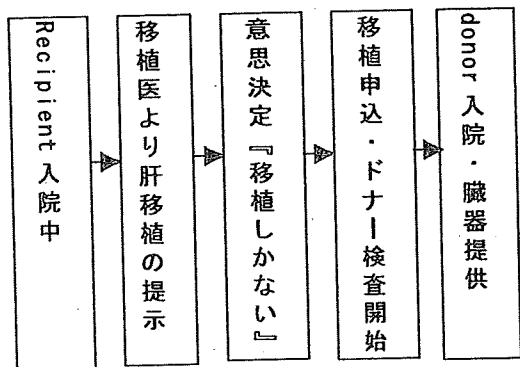 Recipient 入院中
移植医より肝移植の提示
意思決定『移植しかない』
移植申込・ドナー検査開始
donor 入院・臓器提供